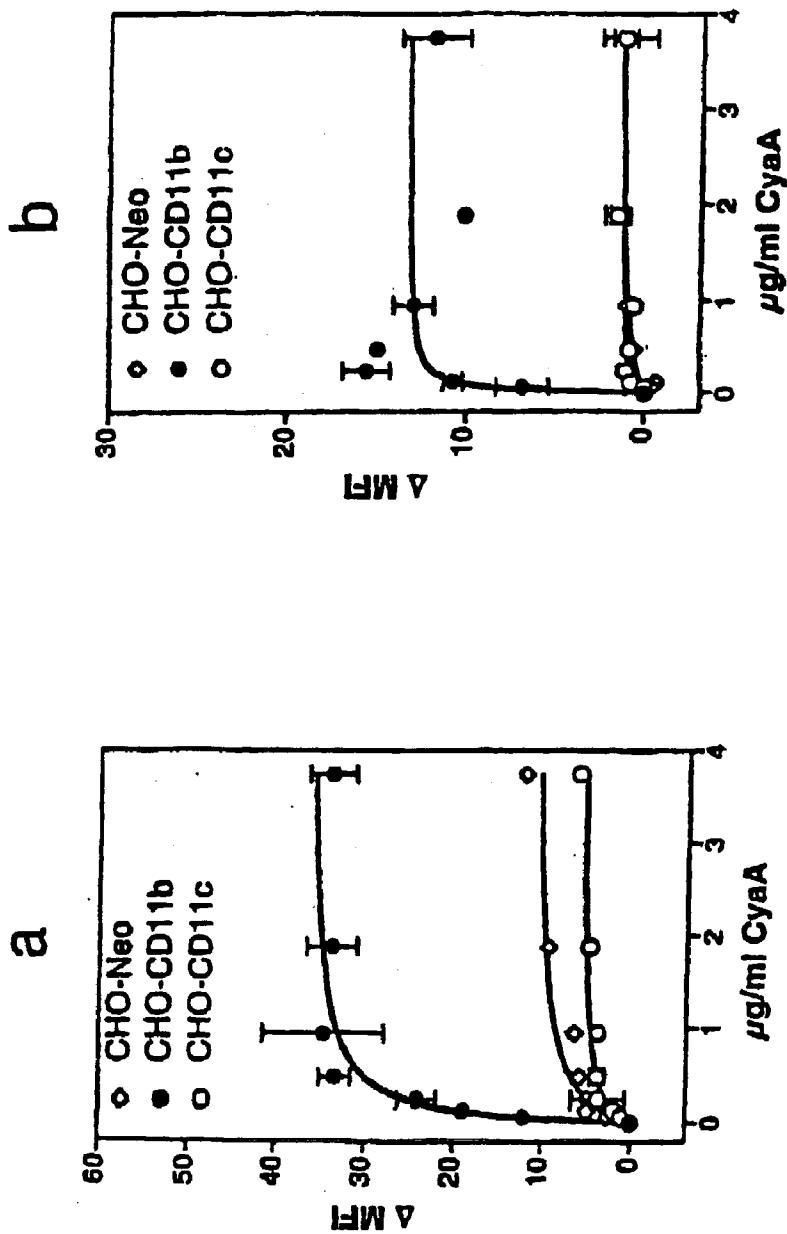 a
60
50
40
30
20
10
0
Δ MFI
CHO-Neo
CHO-CD11b
CHO-CD11c
0 1 2 3 4
µg/ml CyaA
b
30
20
10
0
Δ MFI
CHO-Neo
CHO-CD11b
CHO-CD11c
0 1 2 3 4
µg/ml CyaA